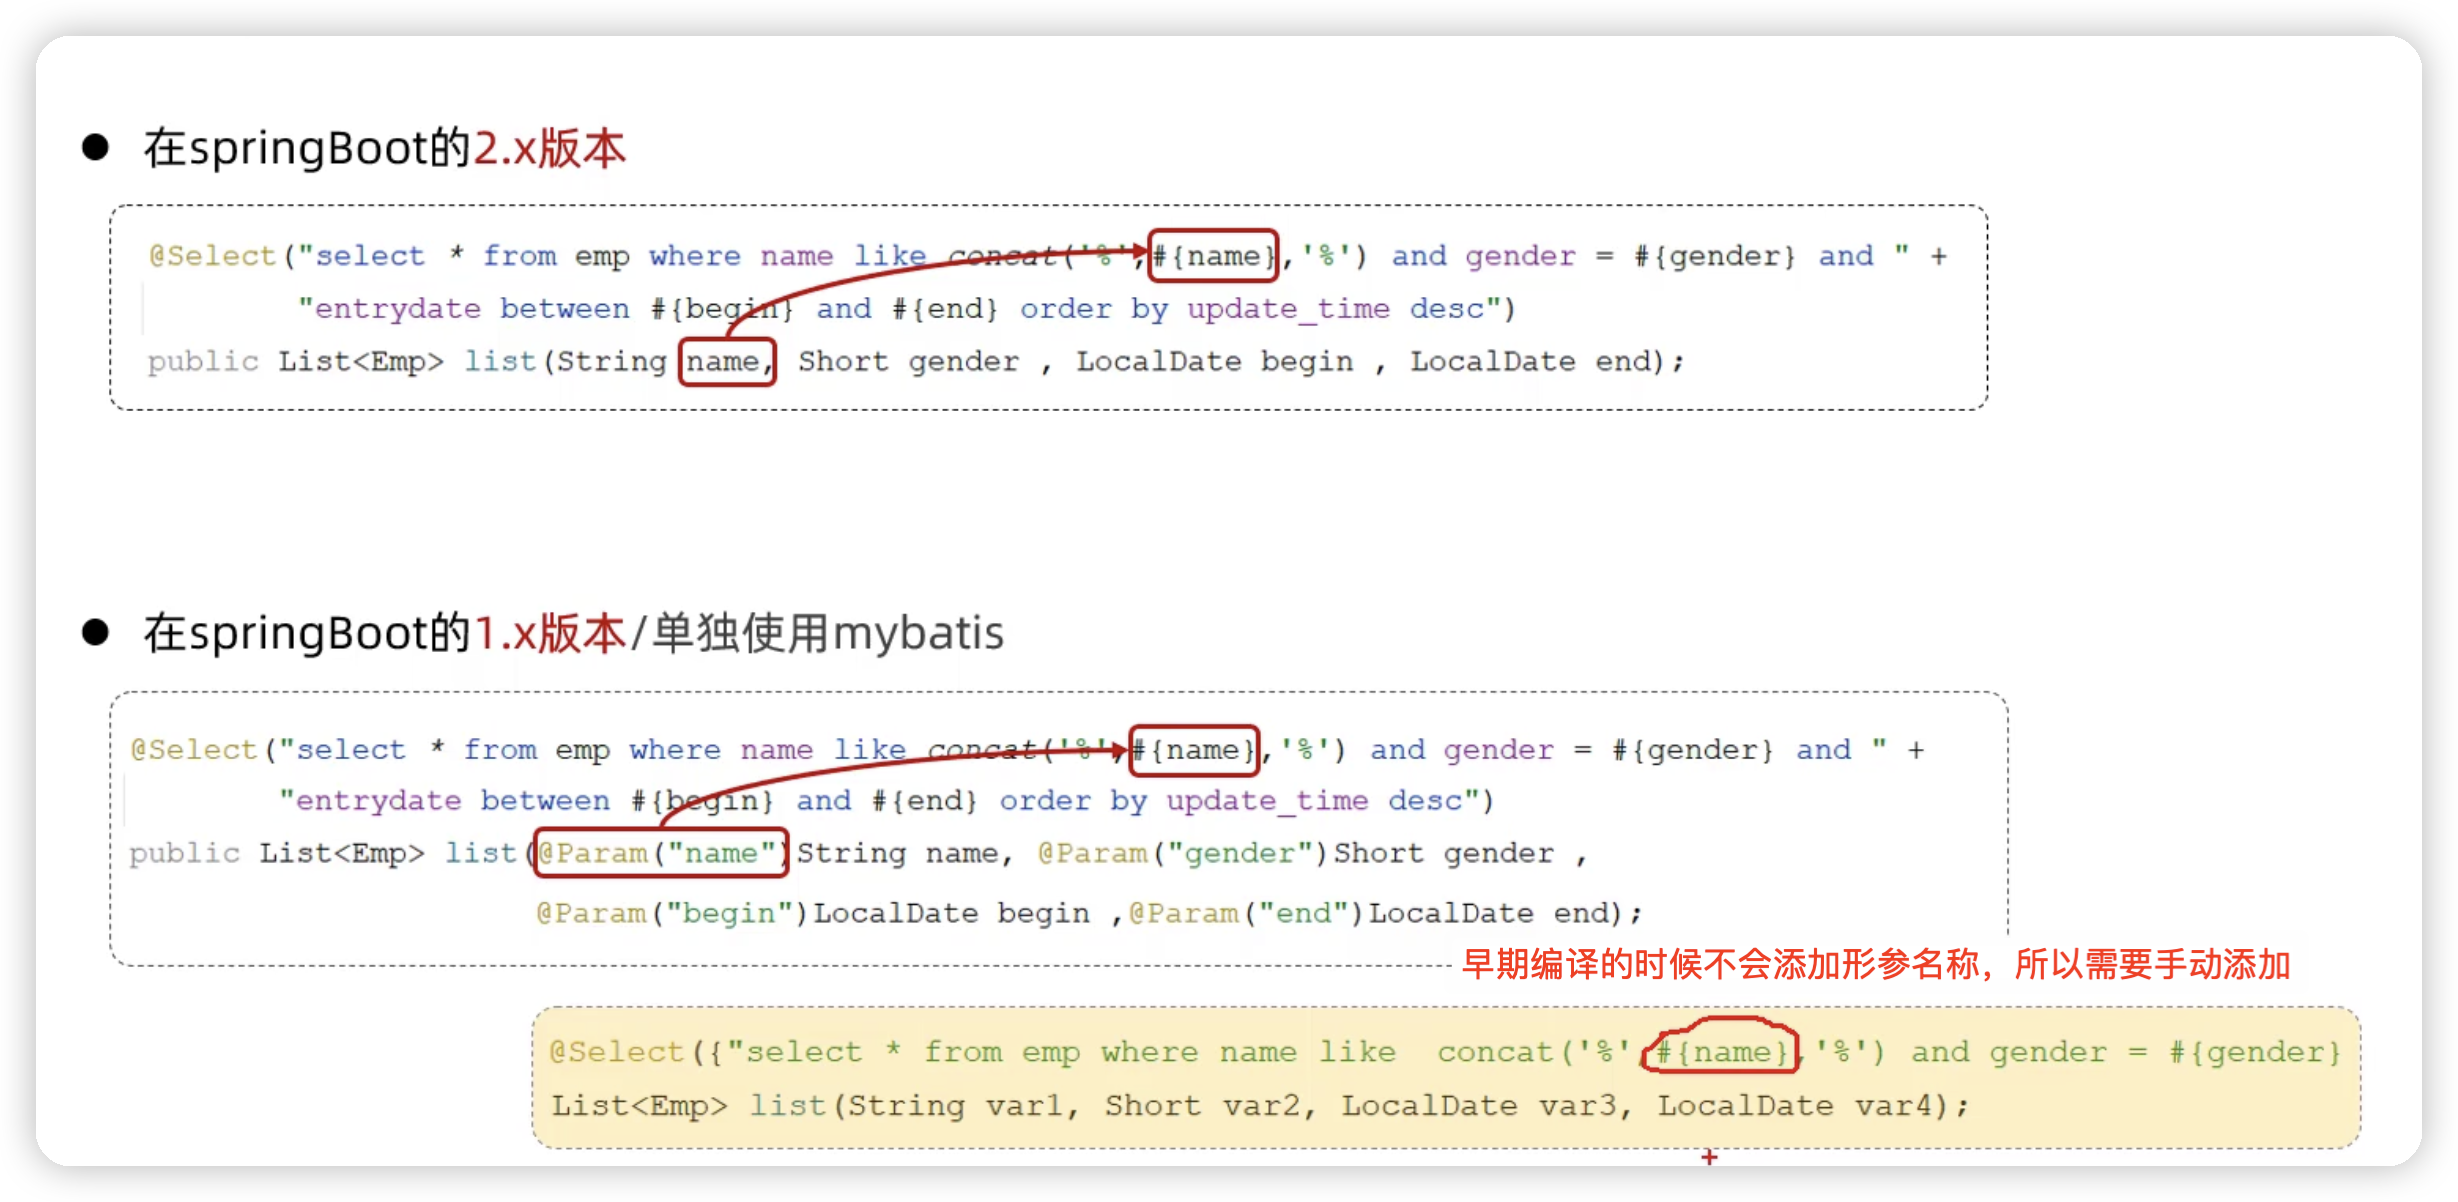 ● 在springBoot的2.x版本
@Select("select * from emp where name like concat('%',#{name},'%') and gender = #{gender} and " +
"entrydate between #{begin} and #{end} order by update_time desc")
public List<Emp> list(String name, Short gender , LocalDate begin , LocalDate end);
● 在springBoot的1.x版本/单独使用mybatis
@Select("select * from emp where name like concat('%',#{name},'%') and gender = #{gender} and " +
"entrydate between #{begin} and #{end} order by update_time desc")
public List<Emp> list(@Param("name")String name, @Param("gender")Short gender ,
@Param("begin")LocalDate begin ,@Param("end")LocalDate end);
早期编译的时候不会添加形参名称，所以需要手动添加
@Select({"select * from emp where name like concat('%',#{name},'%') and gender = #{gender}
List<Emp> list(String var1, Short var2, LocalDate var3, LocalDate var4);